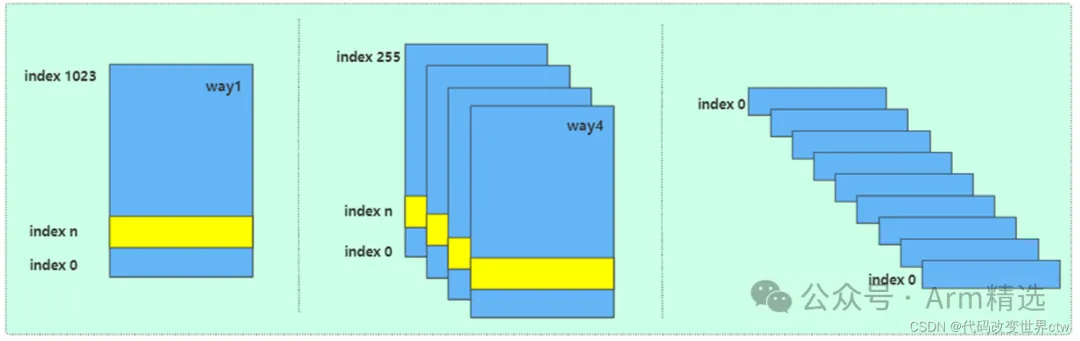 index 1023
way1
index n
index 0
index 255
way4
index n
index 0
index 0
index 0
公众号 · Arm精选
CSDN @代码改变世界ctw